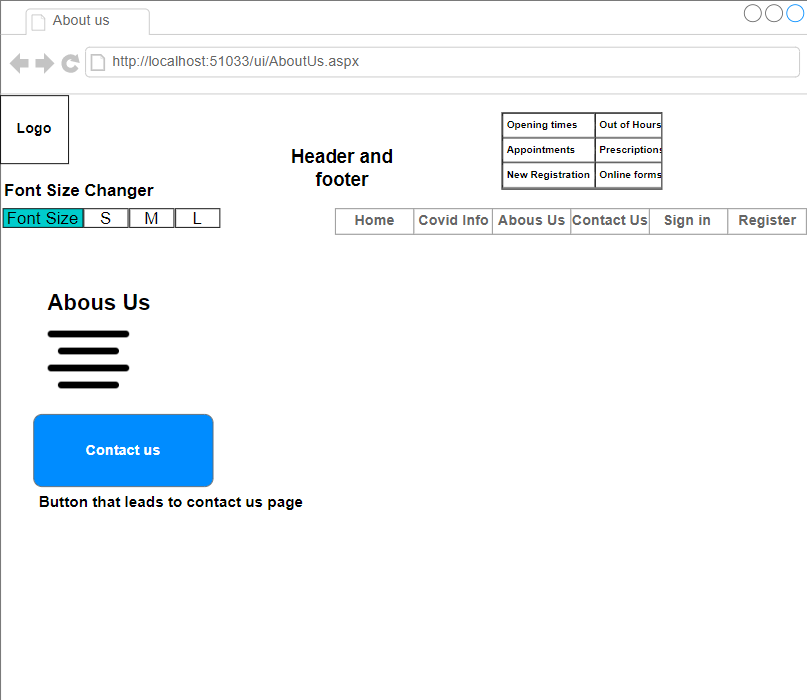 About us
http://localhost:51033/ui/AboutUs.aspx
Logo
Header and
footer
Opening times Out of Hours
Appointments Prescriptions
New Registration Online forms
Font Size Changer
Font Size S M L
Home Covid Info Abous Us Contact Us Sign in Register
Abous Us
Contact us
Button that leads to contact us page